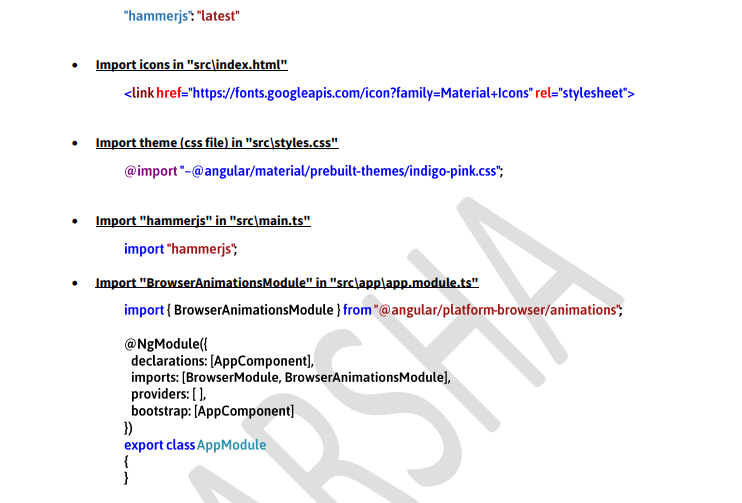 "hammerjs": "latest"
• Import icons in "src\index.html"
<link href="https://fonts.googleapis.com/icon?family=Material+Icons" rel="stylesheet">
• Import theme (css file) in "src\styles.css"
@import "~@angular/material/prebuilt-themes/indigo-pink.css";
• Import "hammerjs" in "src\main.ts"
import "hammerjs";
• Import "BrowserAnimationsModule" in "src\app\app.module.ts"
import { BrowserAnimationsModule } from "@angular/platform-browser/animations";
@NgModule({
declarations: [AppComponent],
imports: [BrowserModule, BrowserAnimationsModule],
providers: [ ],
bootstrap: [AppComponent]
})
export class AppModule
{
}
ARSHA